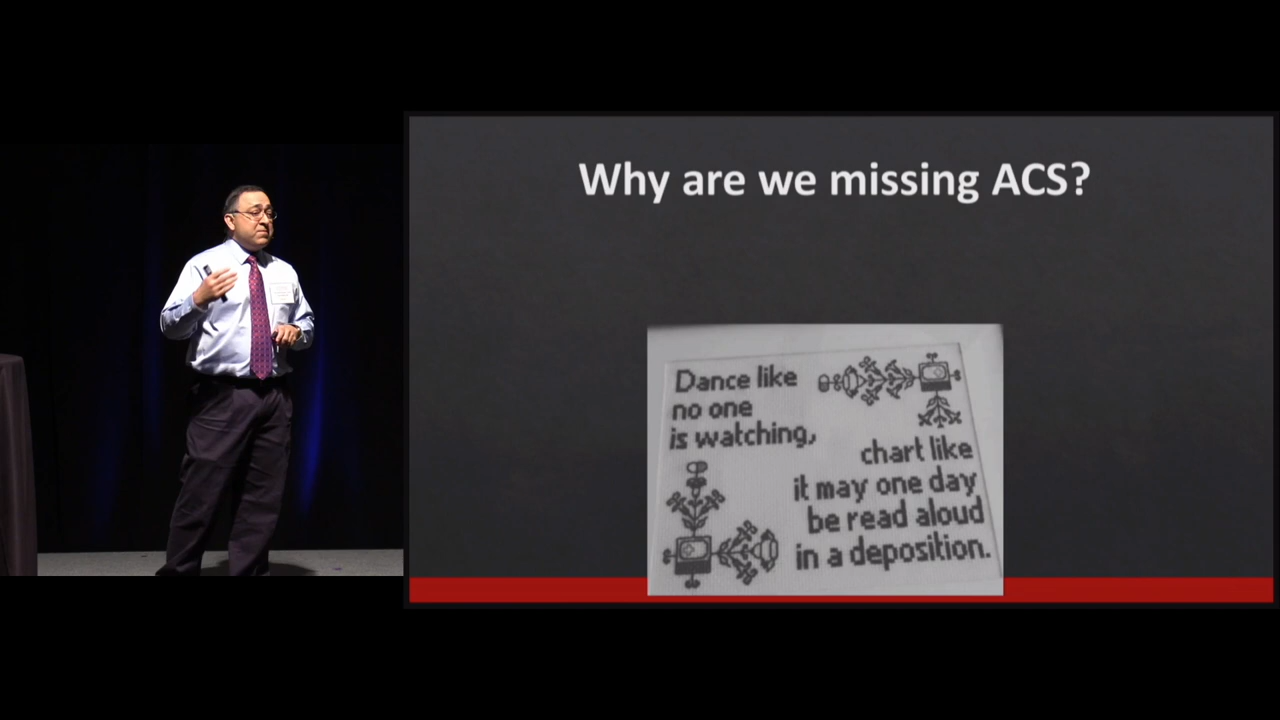 Why are we missing ACS?
Dance like
no one
is watching,
chart like
it may one day
be read aloud
in a deposition.